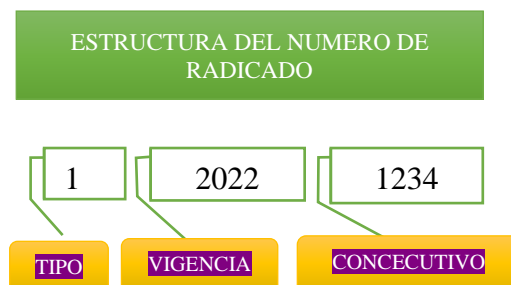 ESTRUCTURA DEL NUMERO DE
RADICADO
1 2022 1234
TIPO VIGENCIA CONCECUTIVO